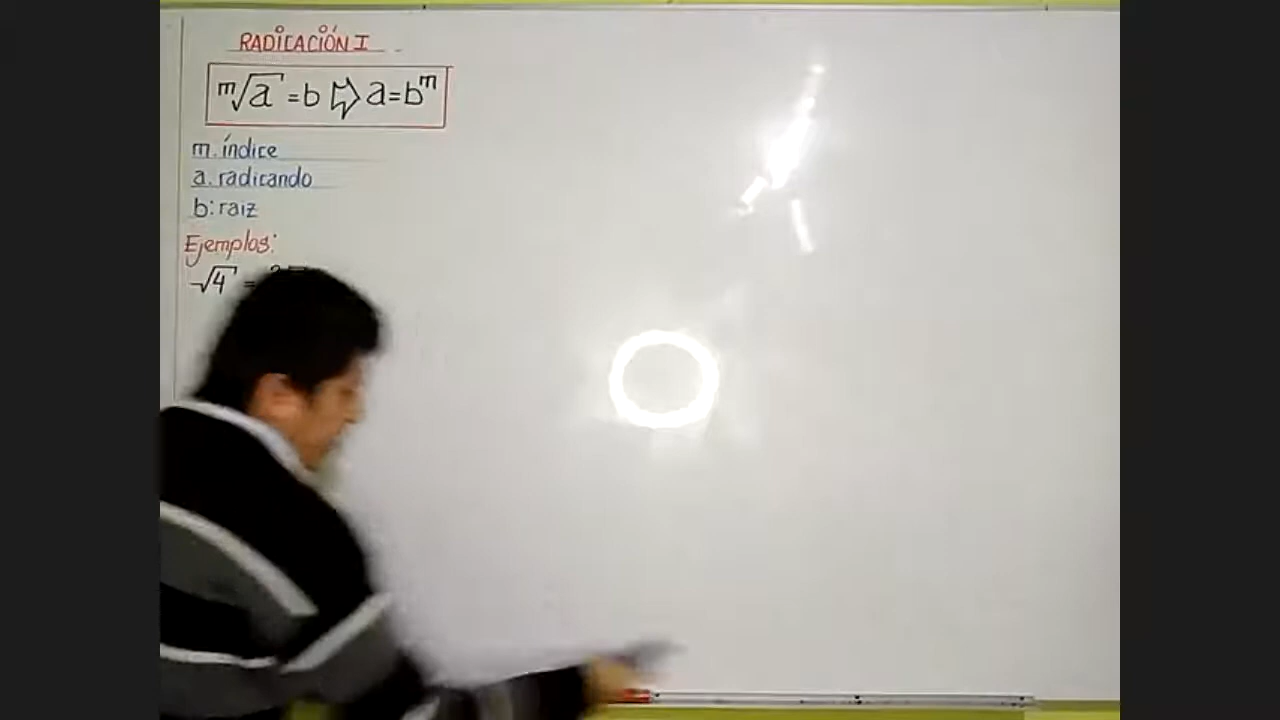 RADICACIÓN I
m√a = b ⇨ a = b^m
m. índice
a. radicando
b: raiz
Ejemplos:
√4 =